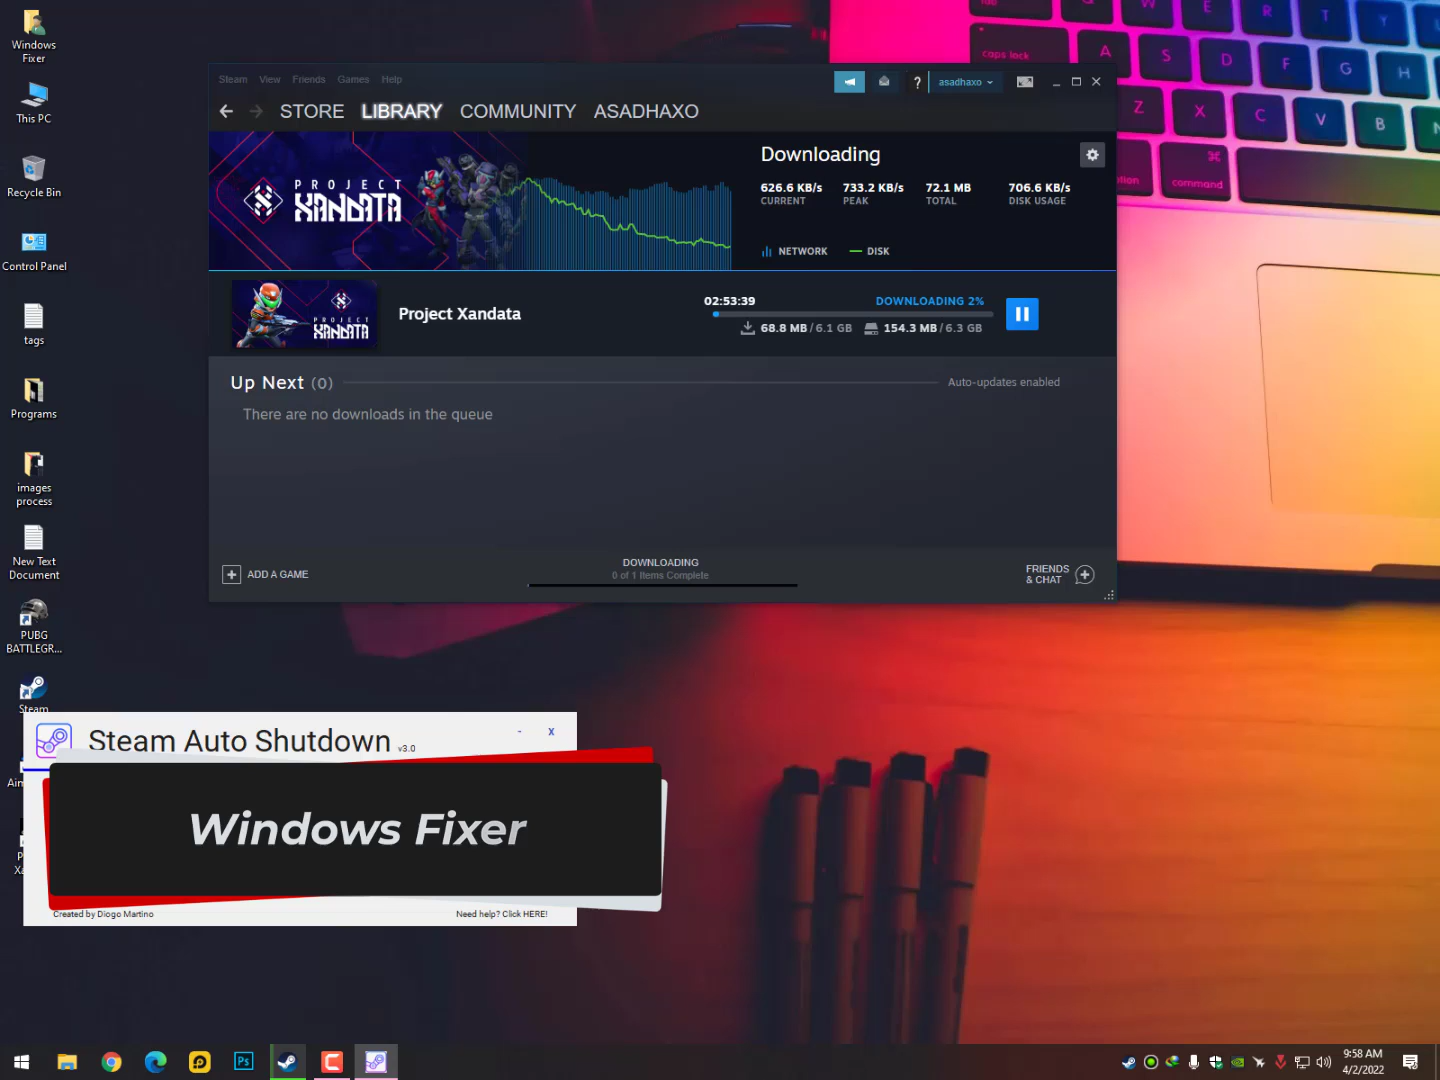 Windows
Fixer
This PC
Recycle Bin
Control Panel
tags
Programs
images
process
New Text
Document
PUBG
BATTLEGR...
Steam
Steam View Friends Games Help
asadhaxo
STORE LIBRARY COMMUNITY ASADHAXO
PROJECT
XANDATA
Downloading
626.6 KB/s 733.2 KB/s 72.1 MB 706.6 KB/s
CURRENT PEAK TOTAL DISK USAGE
NETWORK DISK
PROJECT
XANDATA
Project Xandata
02:53:39 DOWNLOADING 2%
68.8 MB / 6.1 GB 154.3 MB / 6.3 GB
Up Next (0) Auto-updates enabled
There are no downloads in the queue
ADD A GAME
DOWNLOADING
0 of 1 Items Complete
FRIENDS
& CHAT
Steam Auto Shutdown v3.0
- X
Windows Fixer
Created by Diogo Martino Need help? Click HERE!
Ps
9:58 AM
4/2/2022
caps lock
A S D F G H
Z X C V B N
command